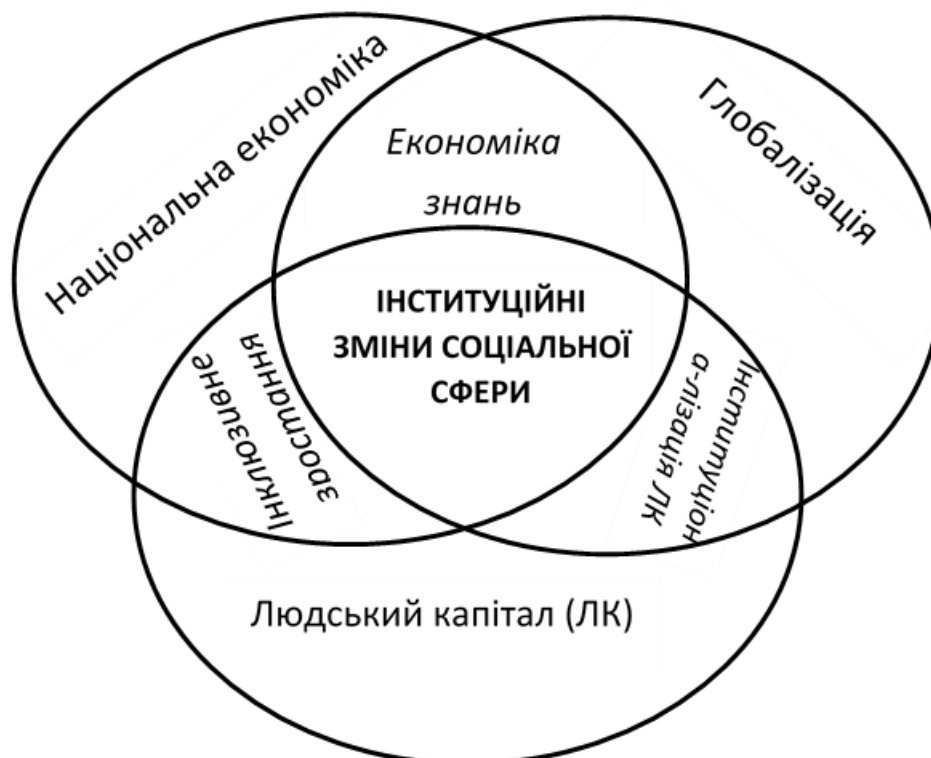 Національна економіка
Глобалізація
Економіка
знань
ІНСТИТУЦІЙНІ
ЗМІНИ СОЦІАЛЬНОЇ
СФЕРИ
Інклюзивне
зростання
Інституціон
а-лізація ЛК
Людський капітал (ЛК)